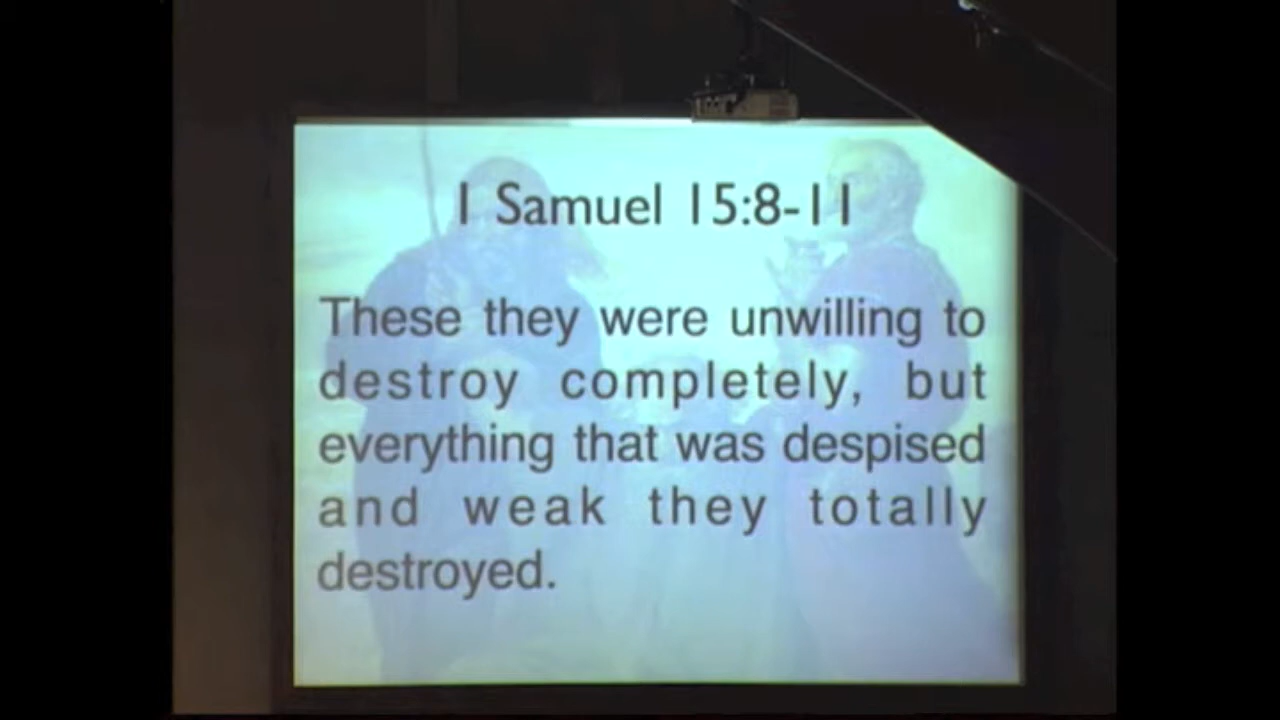 1 Samuel 15:8-11
These they were unwilling to
destroy completely, but
everything that was despised
and weak they totally
destroyed.